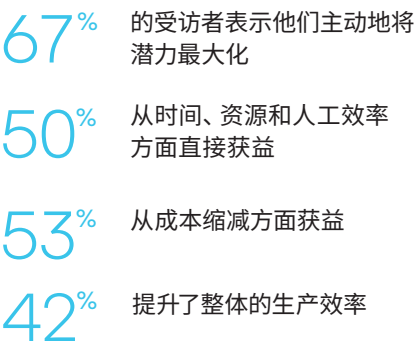 67% 的受访者表示他们主动地将
潜力最大化
50% 从时间、资源和人工效率
方面直接获益
53% 从成本缩减方面获益
42% 提升了整体的生产效率